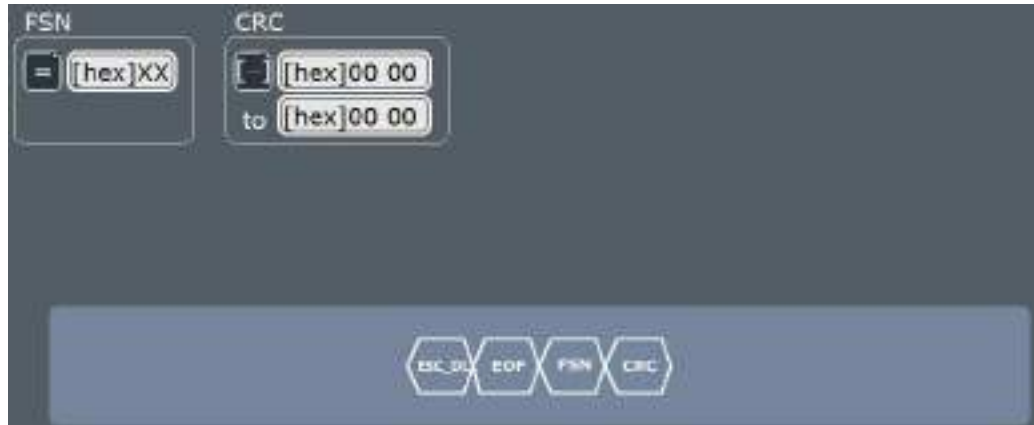 FSN CRC
= [hex]XX [hex]00 00
to [hex]00 00
ESC_DL EOF FSN CRC